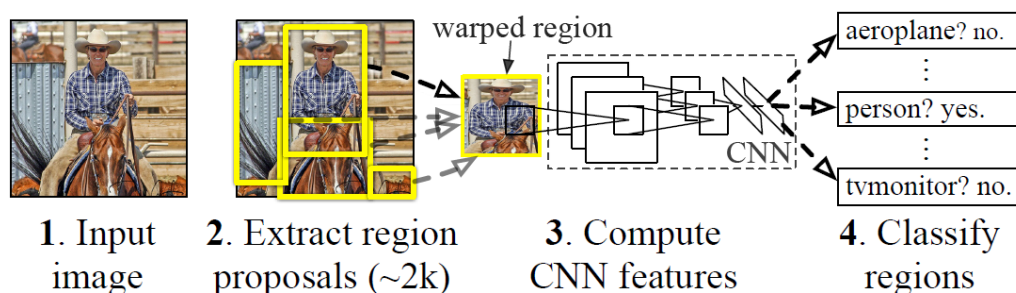 warped region
aeroplane? no.
⋮
person? yes.
CNN
⋮
tvmonitor? no.
1. Input
image
2. Extract region
proposals (~2k)
3. Compute
CNN features
4. Classify
regions